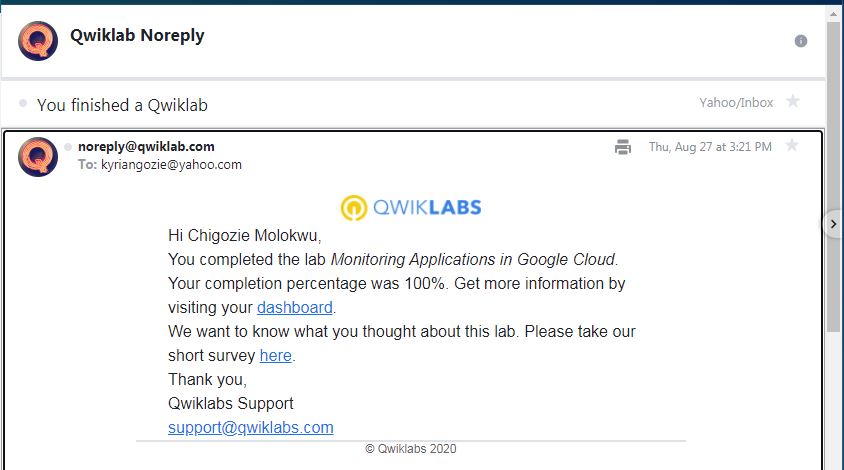 Qwiklab Noreply
You finished a Qwiklab
Yahoo/Inbox
noreply@qwiklab.com
Thu, Aug 27 at 3:21 PM
To: kyriangozie@yahoo.com
QWIKLABS
Hi Chigozie Molokwu,
You completed the lab Monitoring Applications in Google Cloud.
Your completion percentage was 100%. Get more information by
visiting your dashboard.
We want to know what you thought about this lab. Please take our
short survey here.
Thank you,
Qwiklabs Support
support@qwiklabs.com
© Qwiklabs 2020